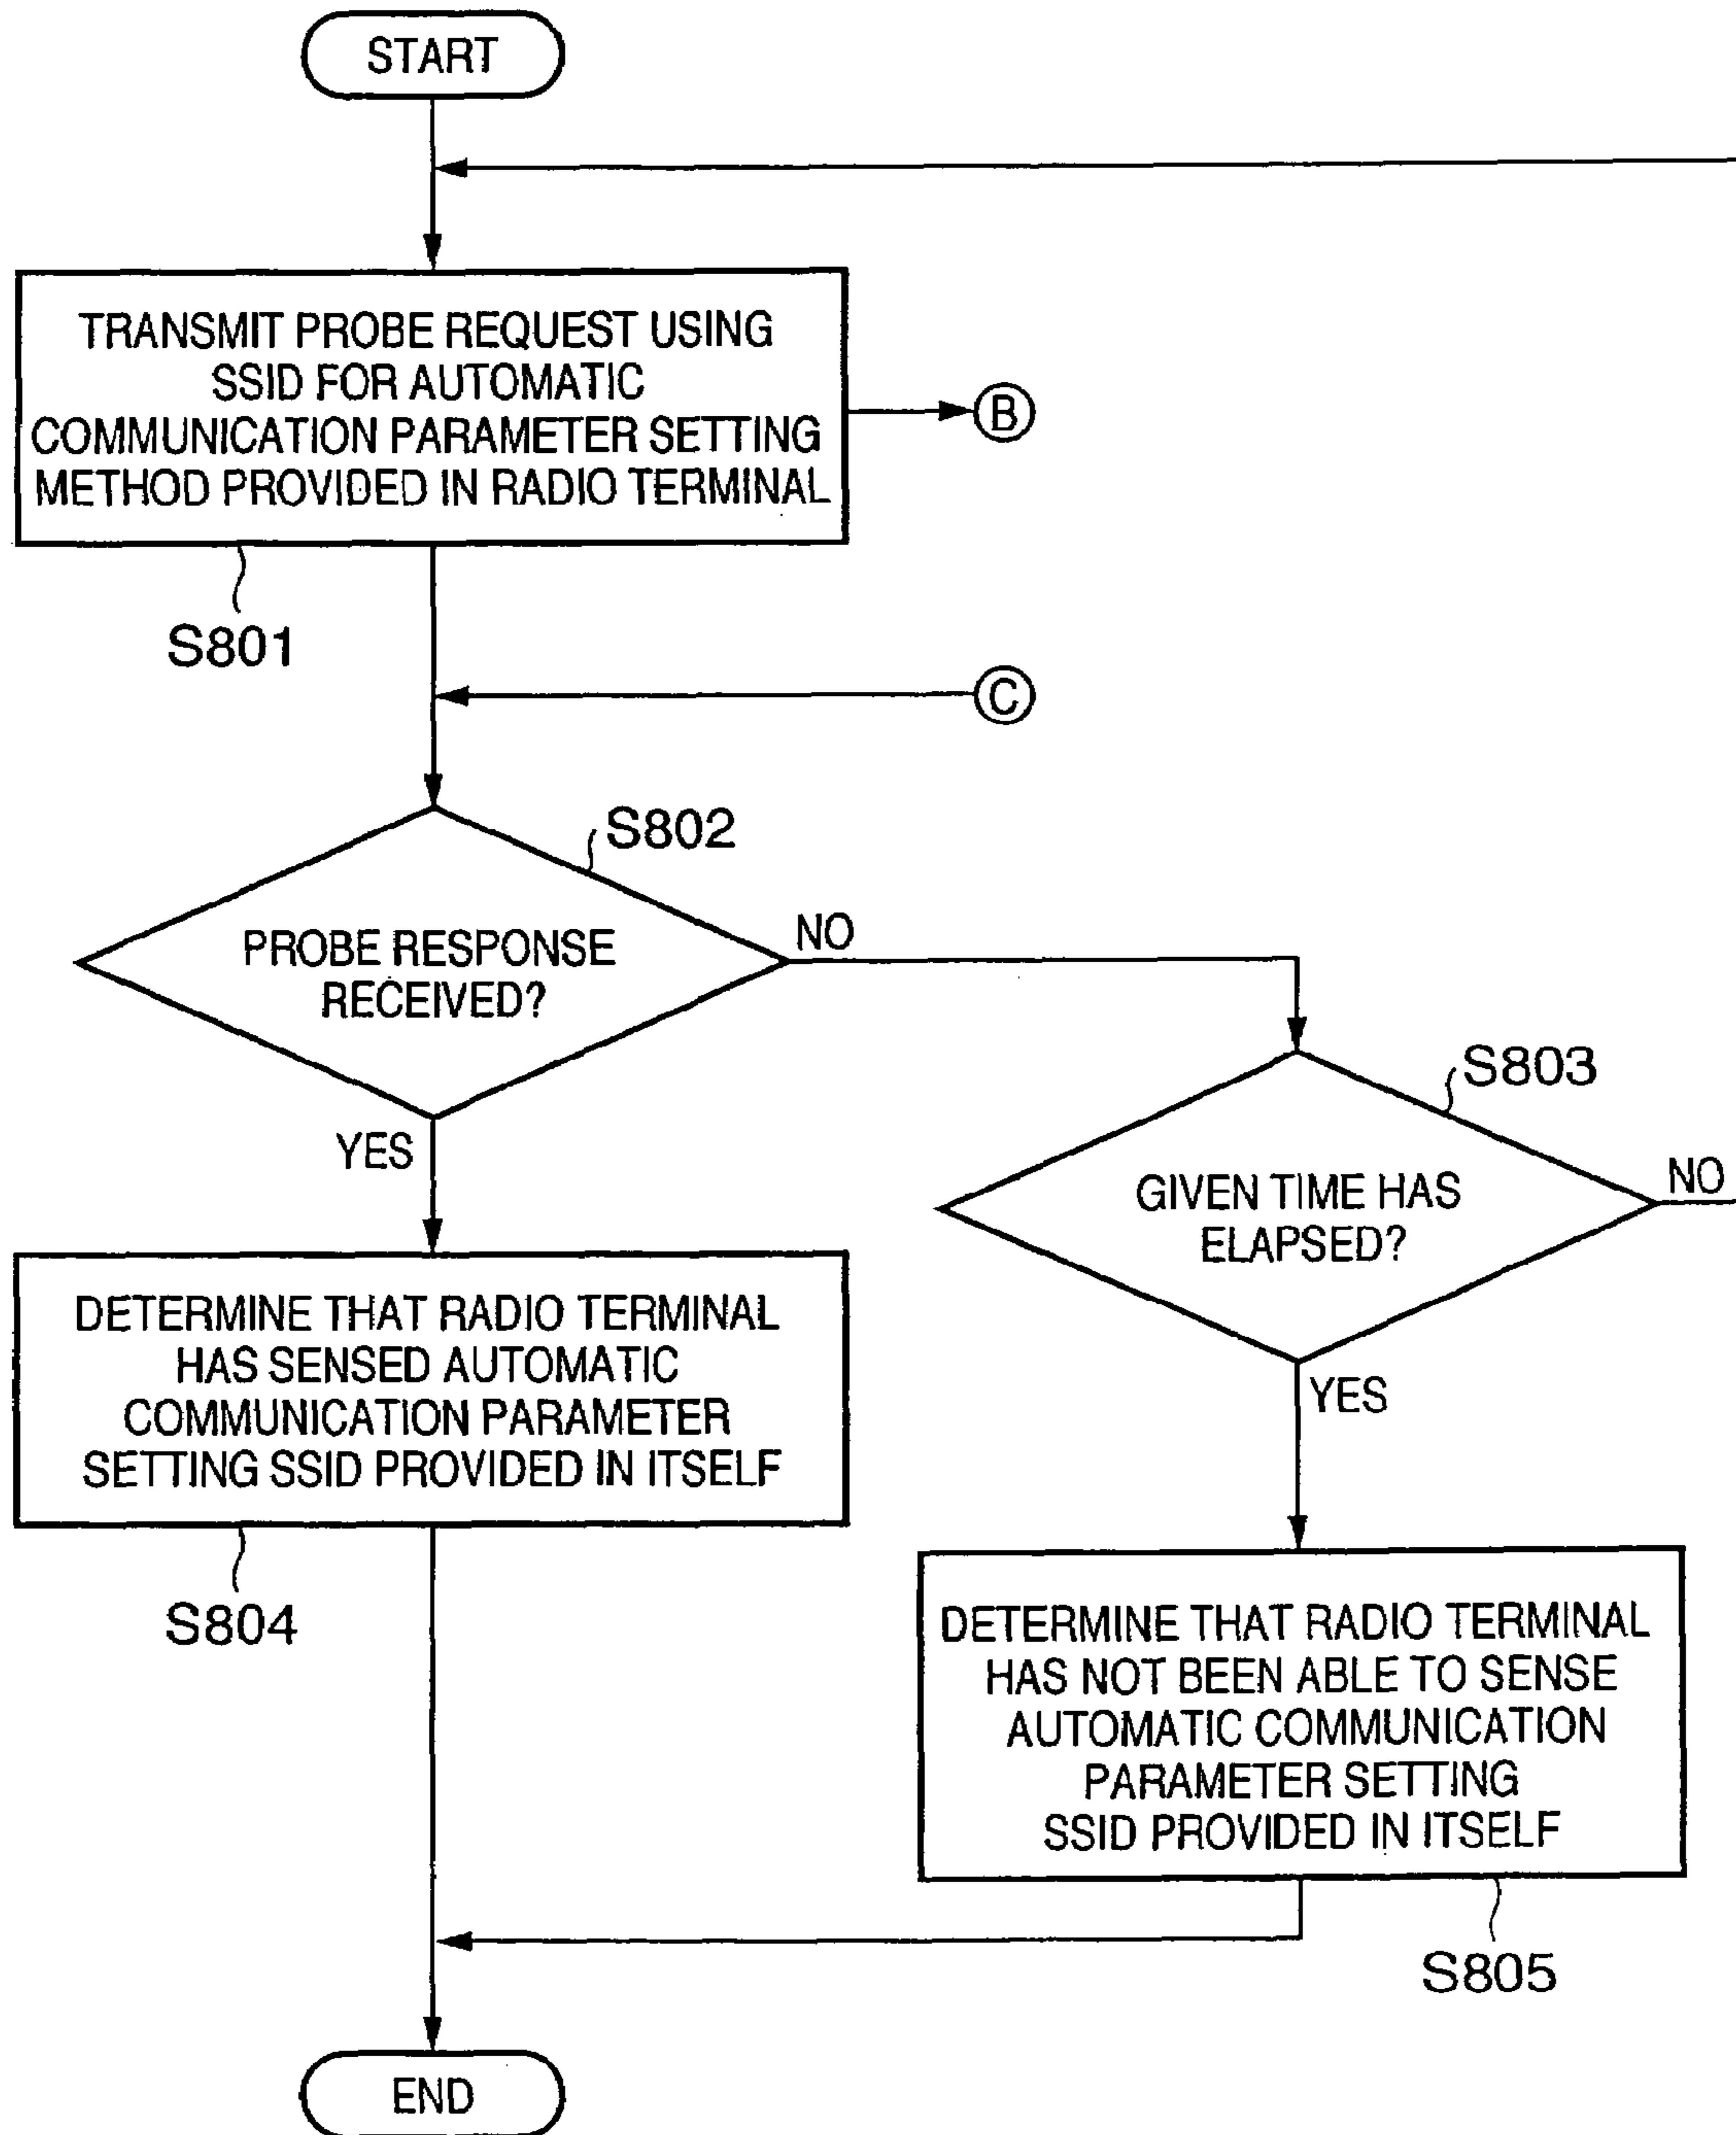 START
TRANSMIT PROBE REQUEST USING
SSID FOR AUTOMATIC
COMMUNICATION PARAMETER SETTING
METHOD PROVIDED IN RADIO TERMINAL
B
S801
C
S802
PROBE RESPONSE
RECEIVED?
NO
YES
S803
GIVEN TIME HAS
ELAPSED?
NO
YES
DETERMINE THAT RADIO TERMINAL
HAS SENSED AUTOMATIC
COMMUNICATION PARAMETER
SETTING SSID PROVIDED IN ITSELF
S804
DETERMINE THAT RADIO TERMINAL
HAS NOT BEEN ABLE TO SENSE
AUTOMATIC COMMUNICATION
PARAMETER SETTING
SSID PROVIDED IN ITSELF
S805
END